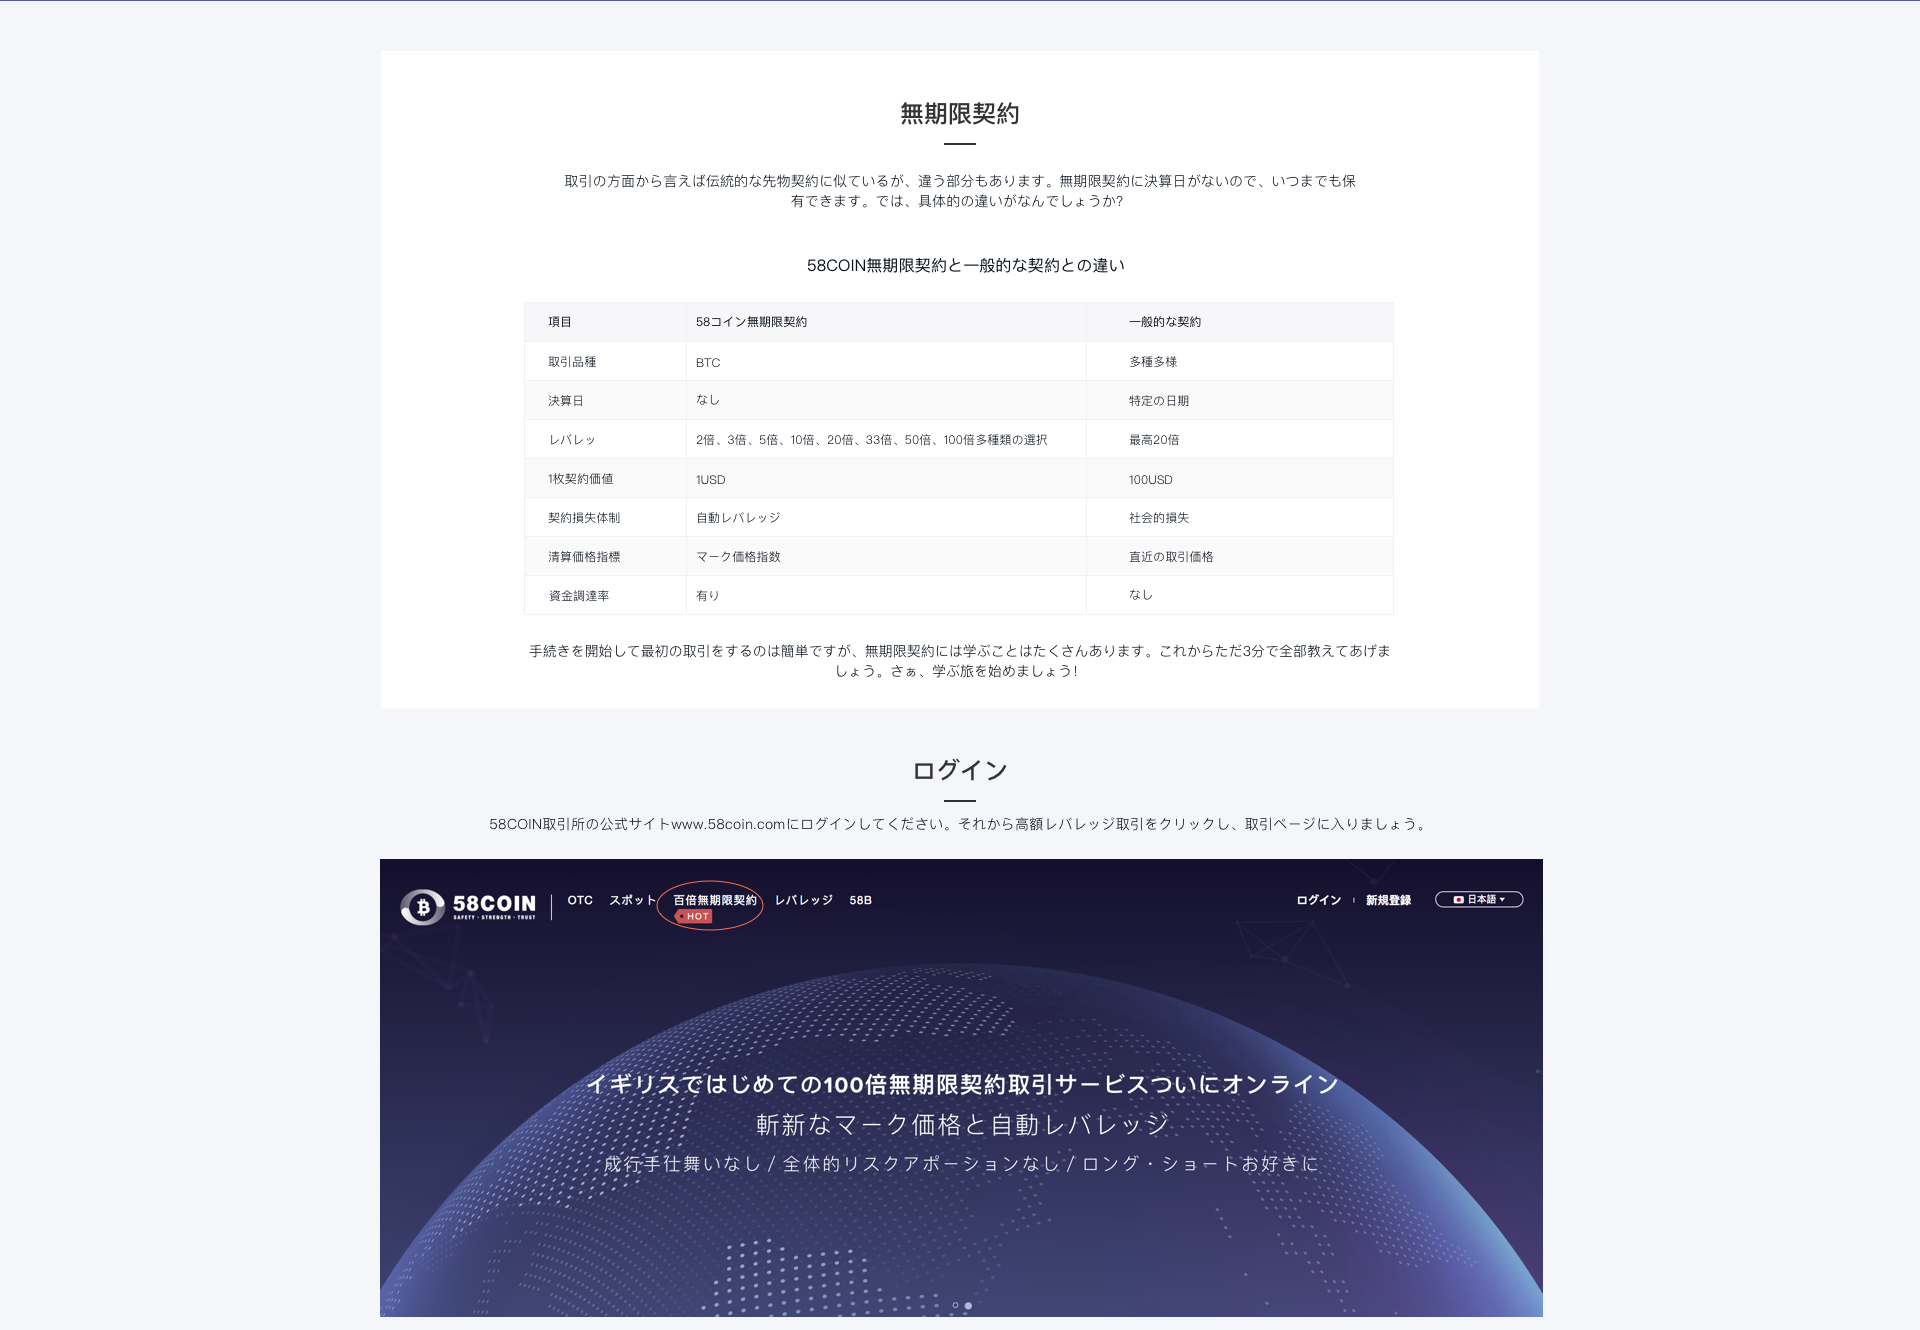 無期限契約
取引の方面から言えば伝統的な先物契約に似ているが、違う部分もあります。無期限契約に決算日がないので、いつまでも保
有できます。では、具体的の違いがなんでしょうか?
58COIN無期限契約と一般的な契約との違い
項目 58コイン無期限契約 一般的な契約
取引品種 BTC 多種多様
決算日 なし 特定の日期
レバレッ 2倍、3倍、5倍、10倍、20倍、33倍、50倍、100倍多種類の選択 最高20倍
1枚契約価値 1USD 100USD
契約損失体制 自動レバレッジ 社会的損失
清算価格指標 マーク価格指数 直近の取引価格
資金調達率 有り なし
手続きを開始して最初の取引をするのは簡単ですが、無期限契約には学ぶことはたくさんあります。これからただ3分で全部教えてあげま
しょう。さぁ、学ぶ旅を始めましょう!
ログイン
58COIN取引所の公式サイトwww.58coin.comにログインしてください。それから高額レバレッジ取引をクリックし、取引ページに入りましょう。
58COIN OTC スポット 百倍無期限契約 レバレッジ 58B ログイン 新規登録 日本語
SAFETY · STRENGTH · TRUST HOT
イギリスではじめての100倍無期限契約取引サービスついにオンライン
斬新なマーク価格と自動レバレッジ
成行手仕舞いなし / 全体的リスクアポーションなし / ロング・ショートお好きに